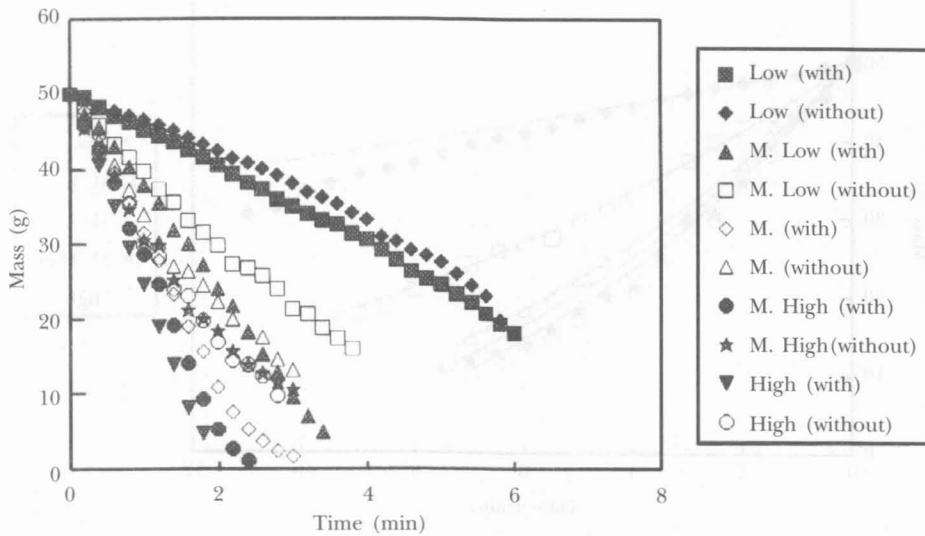 60
50
40
30
20
10
0
Mass (g)
0
2
4
6
8
Time (min)
Low (with)
Low (without)
M. Low (with)
M. Low (without)
M. (with)
M. (without)
M. High (with)
M. High(without)
High (with)
High (without)